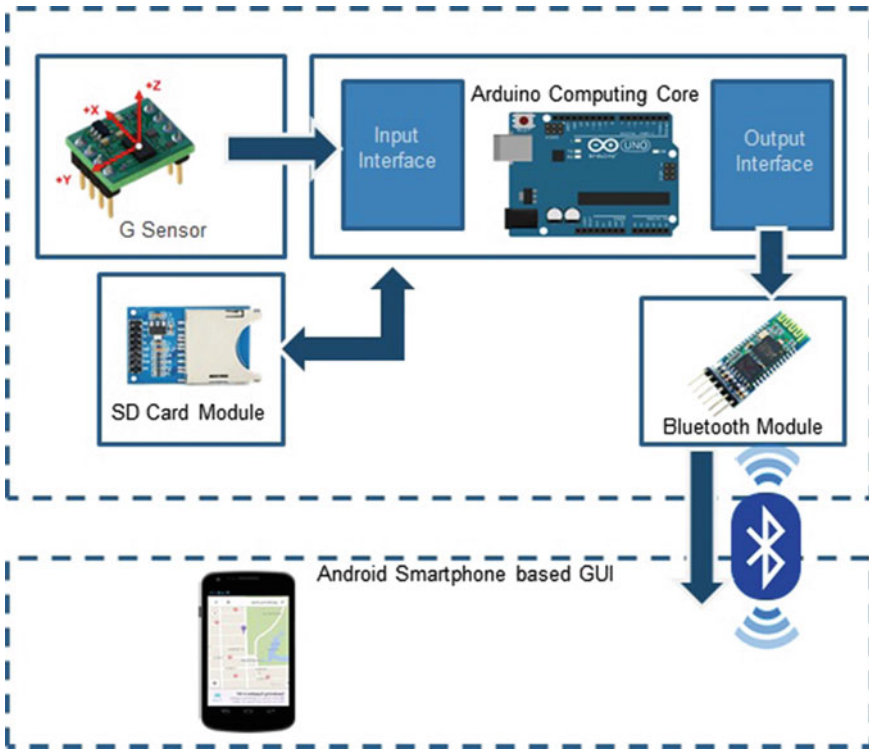 +Z
+X
+Y
G Sensor
Input
Interface
Arduino Computing Core
UNO
Output
Interface
SD Card Module
Bluetooth Module
Android Smartphone based GUI